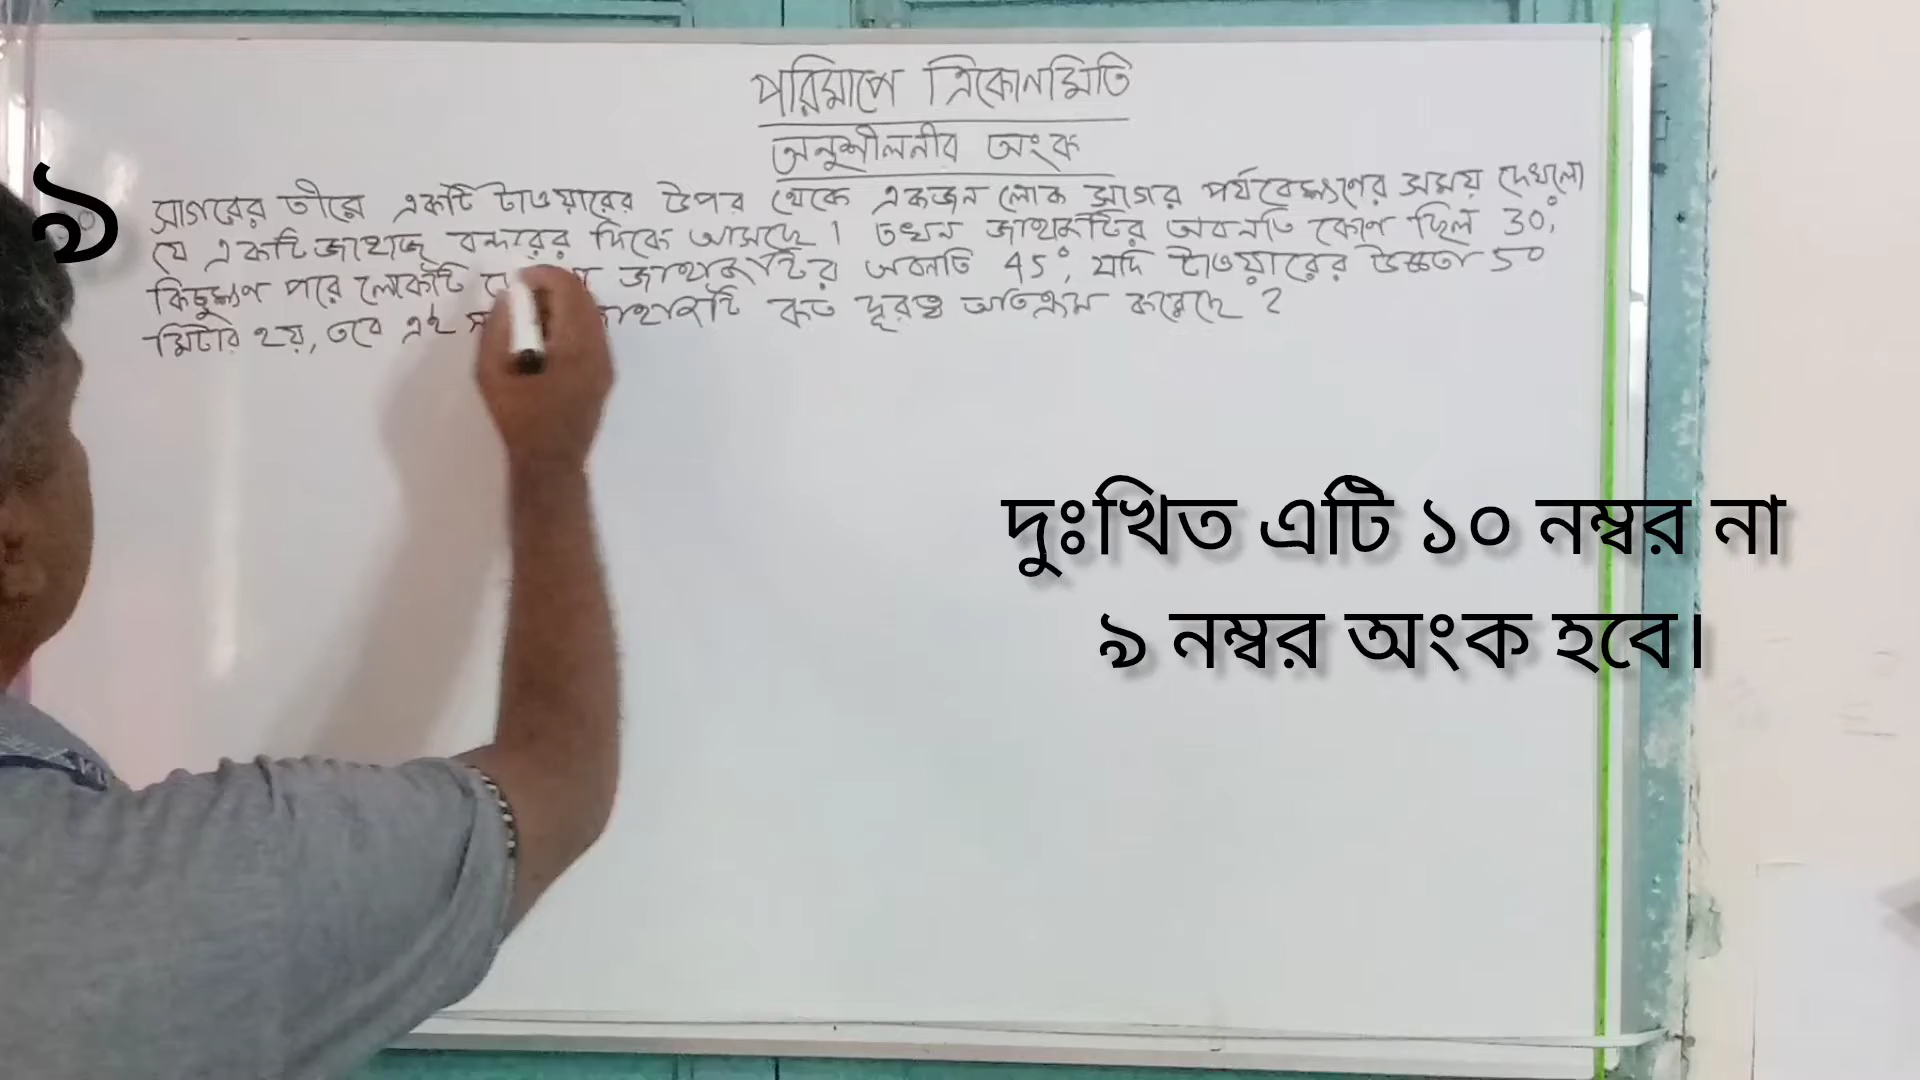 পরিমাপে ত্রিকোনমিতি
অনুশীলনীর অংক
৯ সাগরের তীরে একটি টাওয়ারের উপর থেকে একজন লোক সাগর পর্যবেক্ষণের সময় দেখলো
যে একটি জাহাজ বন্দরের দিকে আসছে। তখন জাহাজটির অবনতি কোণ ছিল 30°,
কিছুক্ষণ পরে লোকটি জাহাজটির অবনতি 45°, যদি টাওয়ারের উচ্চতা 50
মিটার হয়, তবে এই জাহাজটি কত দূরত্ব অতিক্রম করেছে ?
দুঃখিত এটি ১০ নম্বর না
৯ নম্বর অংক হবে।